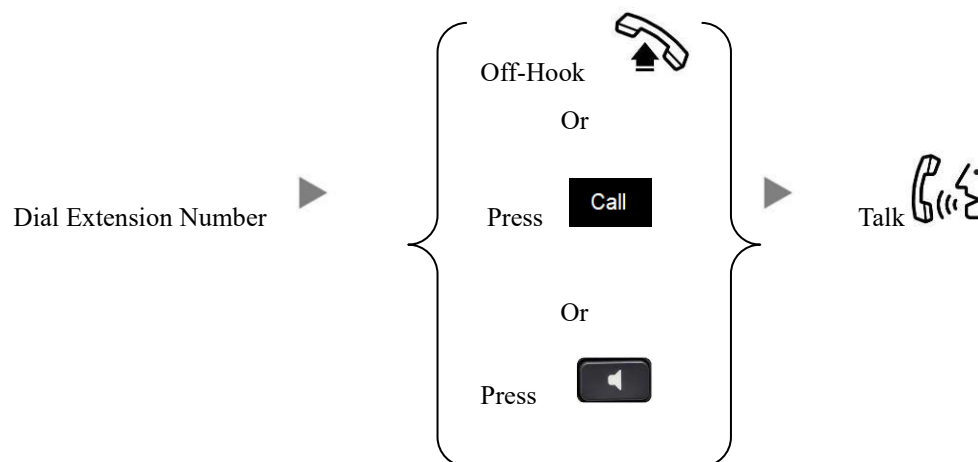 Dial Extension Number
Off-Hook
Or
Press Call
Or
Press
Talk